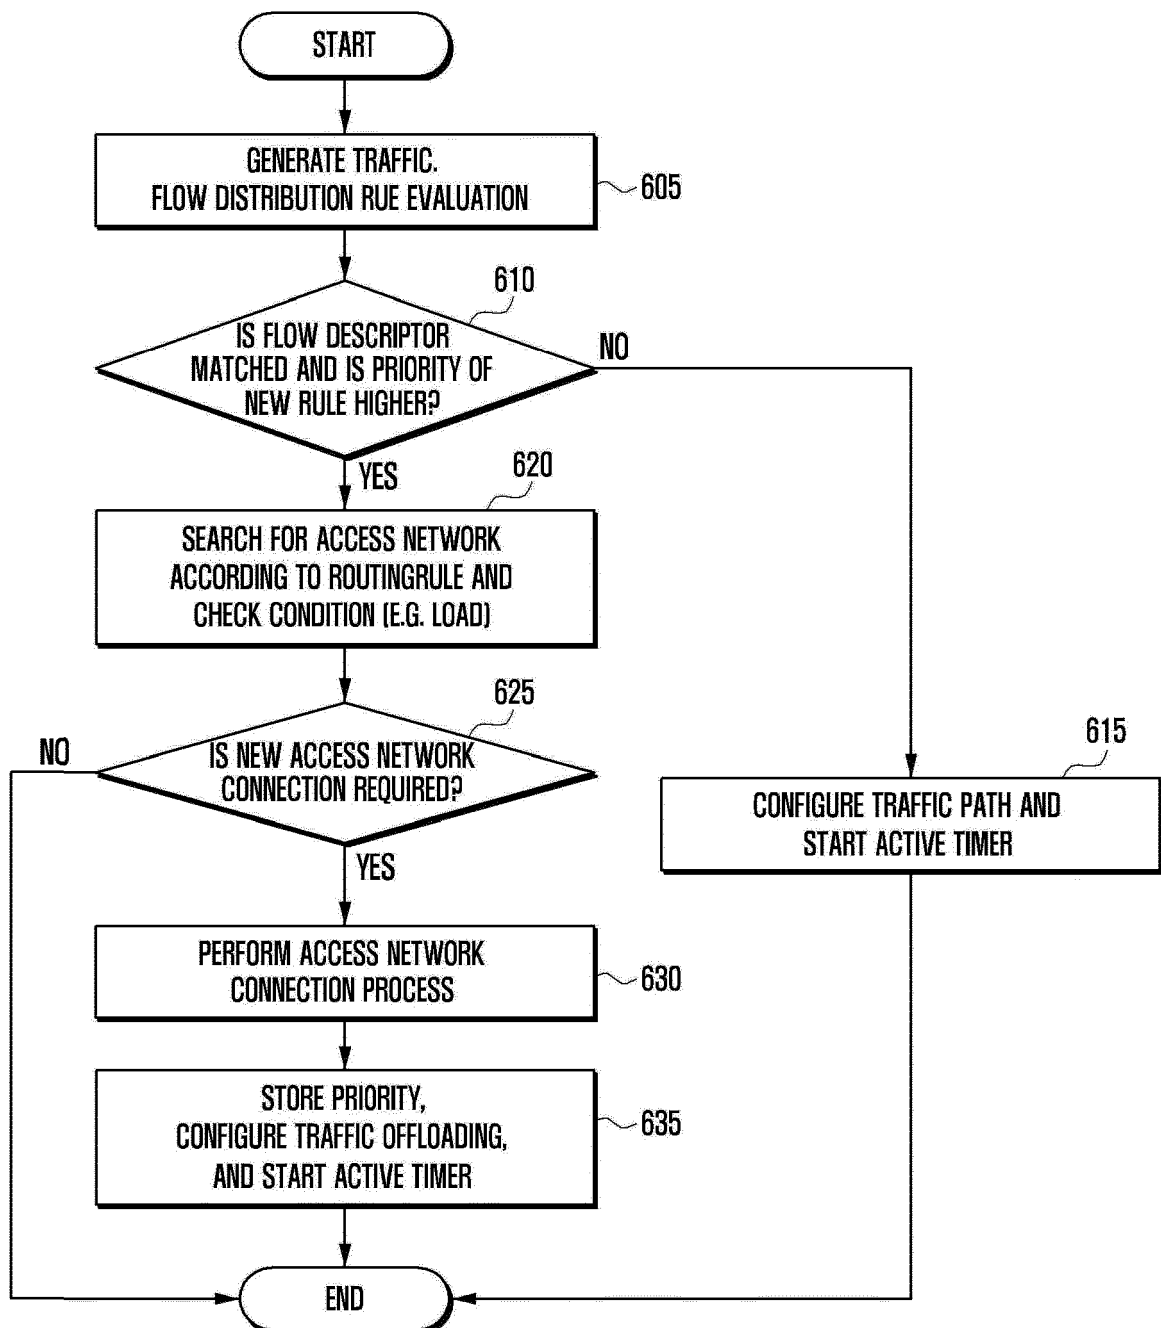 START
GENERATE TRAFFIC.
FLOW DISTRIBUTION RUE EVALUATION
605
610
IS FLOW DESCRIPTOR
MATCHED AND IS PRIORITY OF
NEW RULE HIGHER?
NO
YES
620
SEARCH FOR ACCESS NETWORK
ACCORDING TO ROUTINGRULE AND
CHECK CONDITION (E.G. LOAD)
625
NO
IS NEW ACCESS NETWORK
CONNECTION REQUIRED?
615
CONFIGURE TRAFFIC PATH AND
START ACTIVE TIMER
YES
PERFORM ACCESS NETWORK
CONNECTION PROCESS
630
STORE PRIORITY,
CONFIGURE TRAFFIC OFFLOADING,
AND START ACTIVE TIMER
635
END